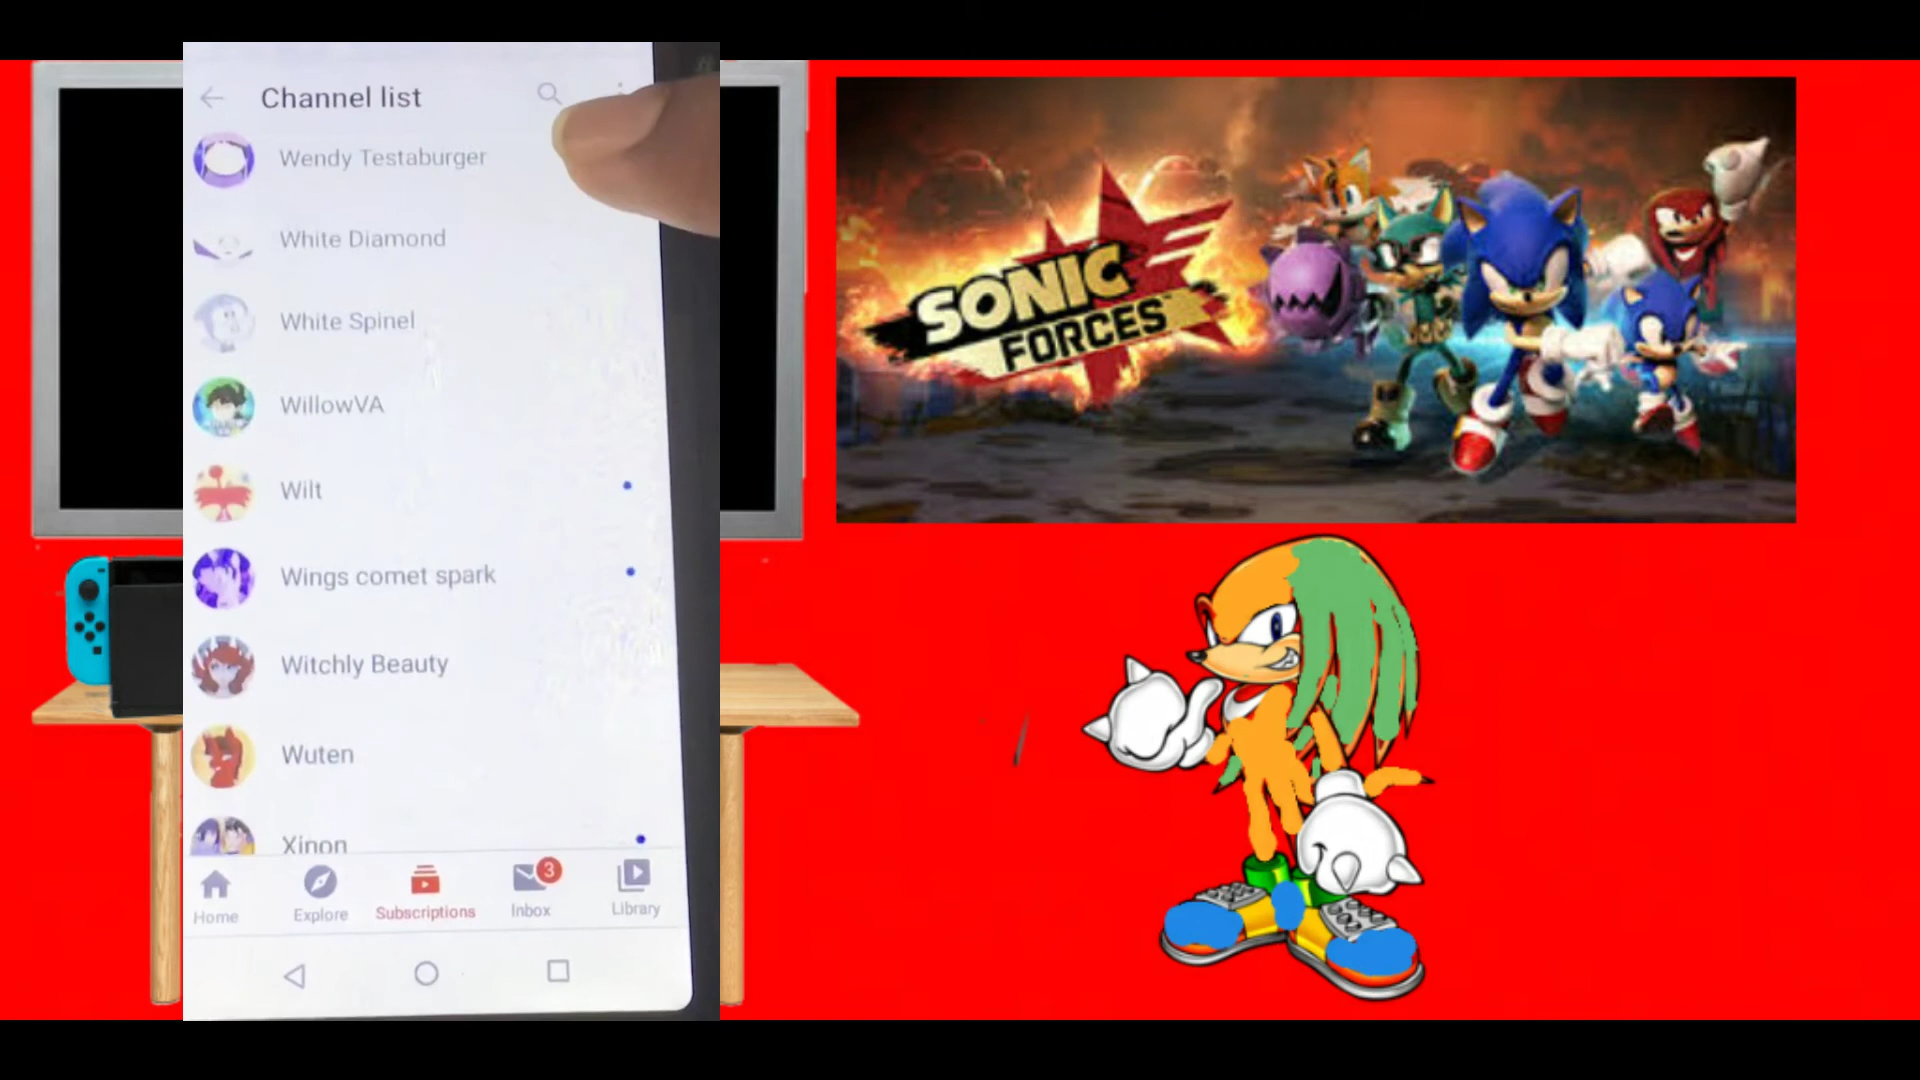 Channel list
Wendy Testaburger
White Diamond
White Spinel
WillowVA
Wilt
Wings comet spark
Witchly Beauty
Wuten
Xinon
3
Home
Explore
Subscriptions
Inbox
Library
SONIC
FORCES